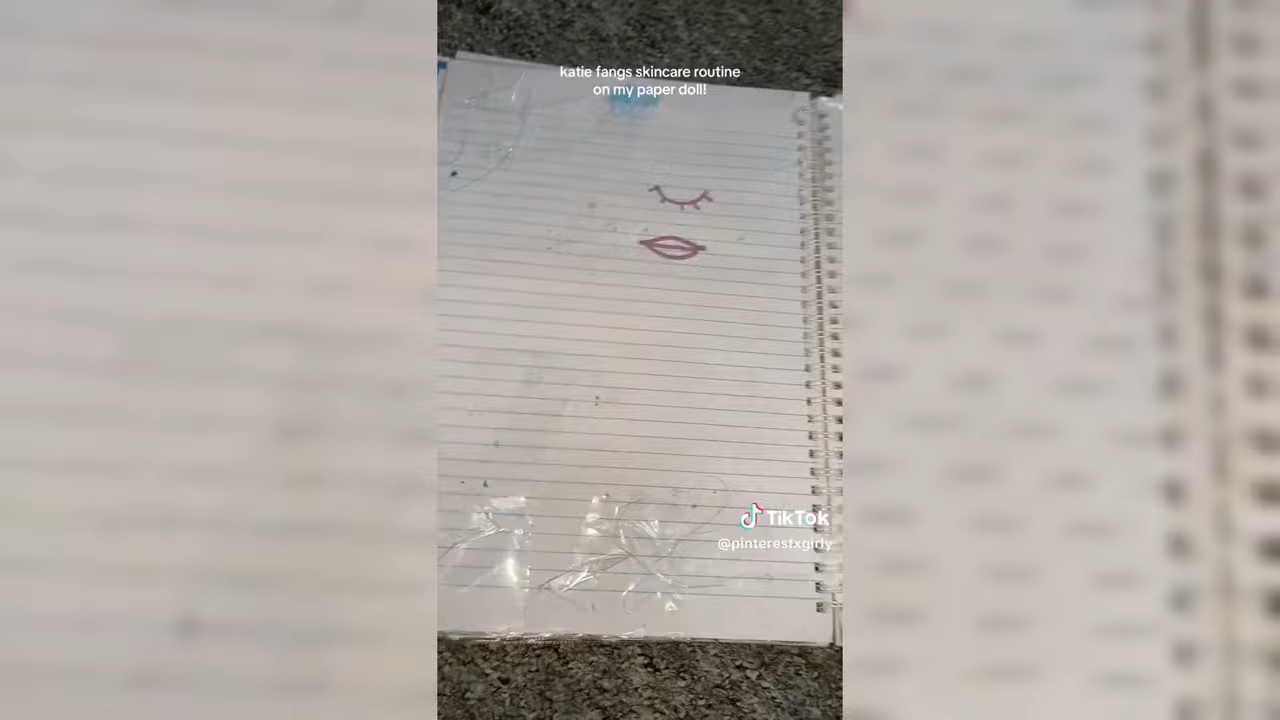 katie fangs skincare routine
on my paper doll!
TikTok
@pinterestxgirly